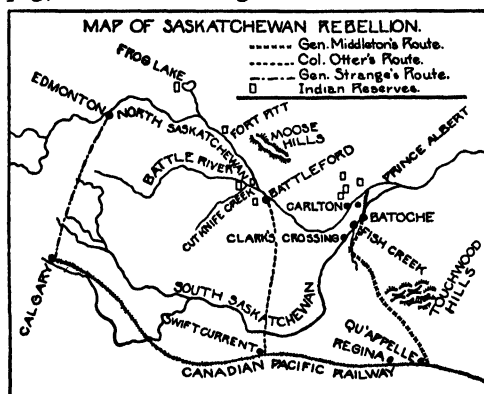 MAP OF SASKATCHEWAN REBELLION.
Gen. Middleton's Route.
Col. Otter's Route.
Gen. Strange's Route.
Indian Reserves.
FROG LAKE
EDMONTON
NORTH SASKATCHEWAN
FORT PITT
MOOSE
HILLS
BATTLE RIVER
BATTLEFORD
PRINCE ALBERT
CUT KNIFE CREEK
CARLTON
BATOCHE
CLARK'S CROSSING
FISH CREEK
TOUCHWOOD
HILLS
CALGARY
SOUTH SASKATCHEWAN
SWIFT CURRENT
QU'APPELLE
REGINA
CANADIAN PACIFIC RAILWAY